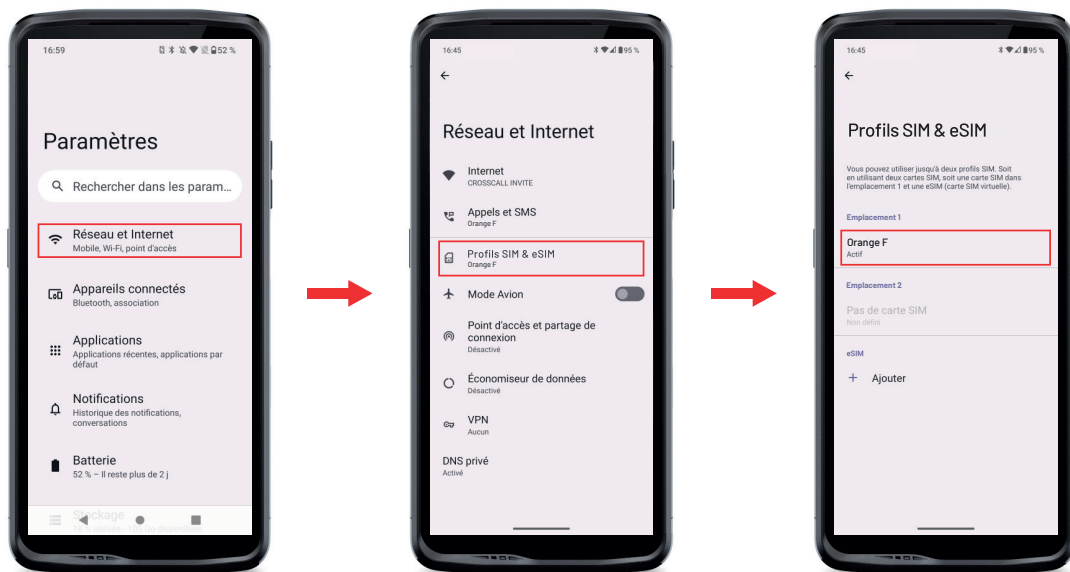 16:59
52 %
Paramètres
Rechercher dans les param...
Réseau et Internet
Mobile, Wi-Fi, point d'accès
Appareils connectés
Bluetooth, association
Applications
Applications récentes, applications par
défaut
Notifications
Historique des notifications,
conversations
Batterie
52 % – Il reste plus de 2 j
Stockage
16:45
95 %
Réseau et Internet
Internet
CROSSCALL INVITE
Appels et SMS
Orange F
Profils SIM & eSIM
Orange F
Mode Avion
Point d'accès et partage de
connexion
Désactivé
Économiseur de données
Désactivé
VPN
Aucun
DNS privé
Activé
16:45
95 %
Profils SIM & eSIM
Vous pouvez utiliser jusqu'à deux profils SIM. Soit
en utilisant deux cartes SIM, soit une carte SIM dans
l'emplacement 1 et une eSIM (carte SIM virtuelle).
Emplacement 1
Orange F
Actif
Emplacement 2
Pas de carte SIM
Non défini
eSIM
+ Ajouter